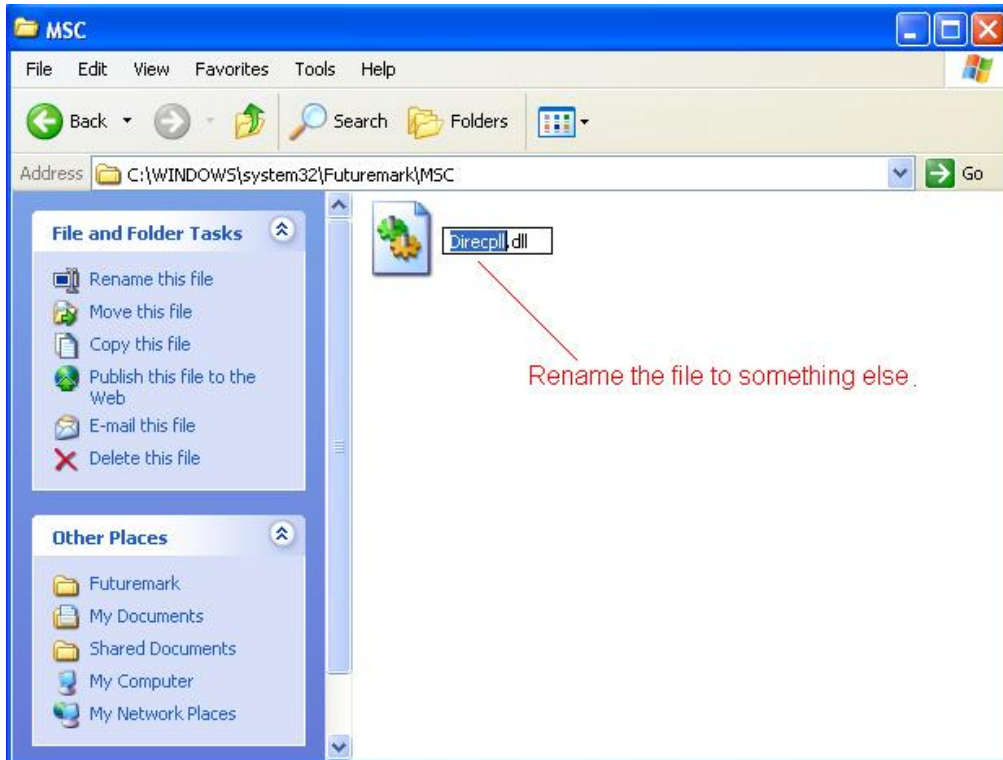 MSC
File Edit View Favorites Tools Help
Back Search Folders
Address C:\WINDOWS\system32\Futuremark\MSC Go
File and Folder Tasks
Rename this file
Move this file
Copy this file
Publish this file to the
Web
E-mail this file
Delete this file
Other Places
Futuremark
My Documents
Shared Documents
My Computer
My Network Places
Direcpll.dll
Rename the file to something else.